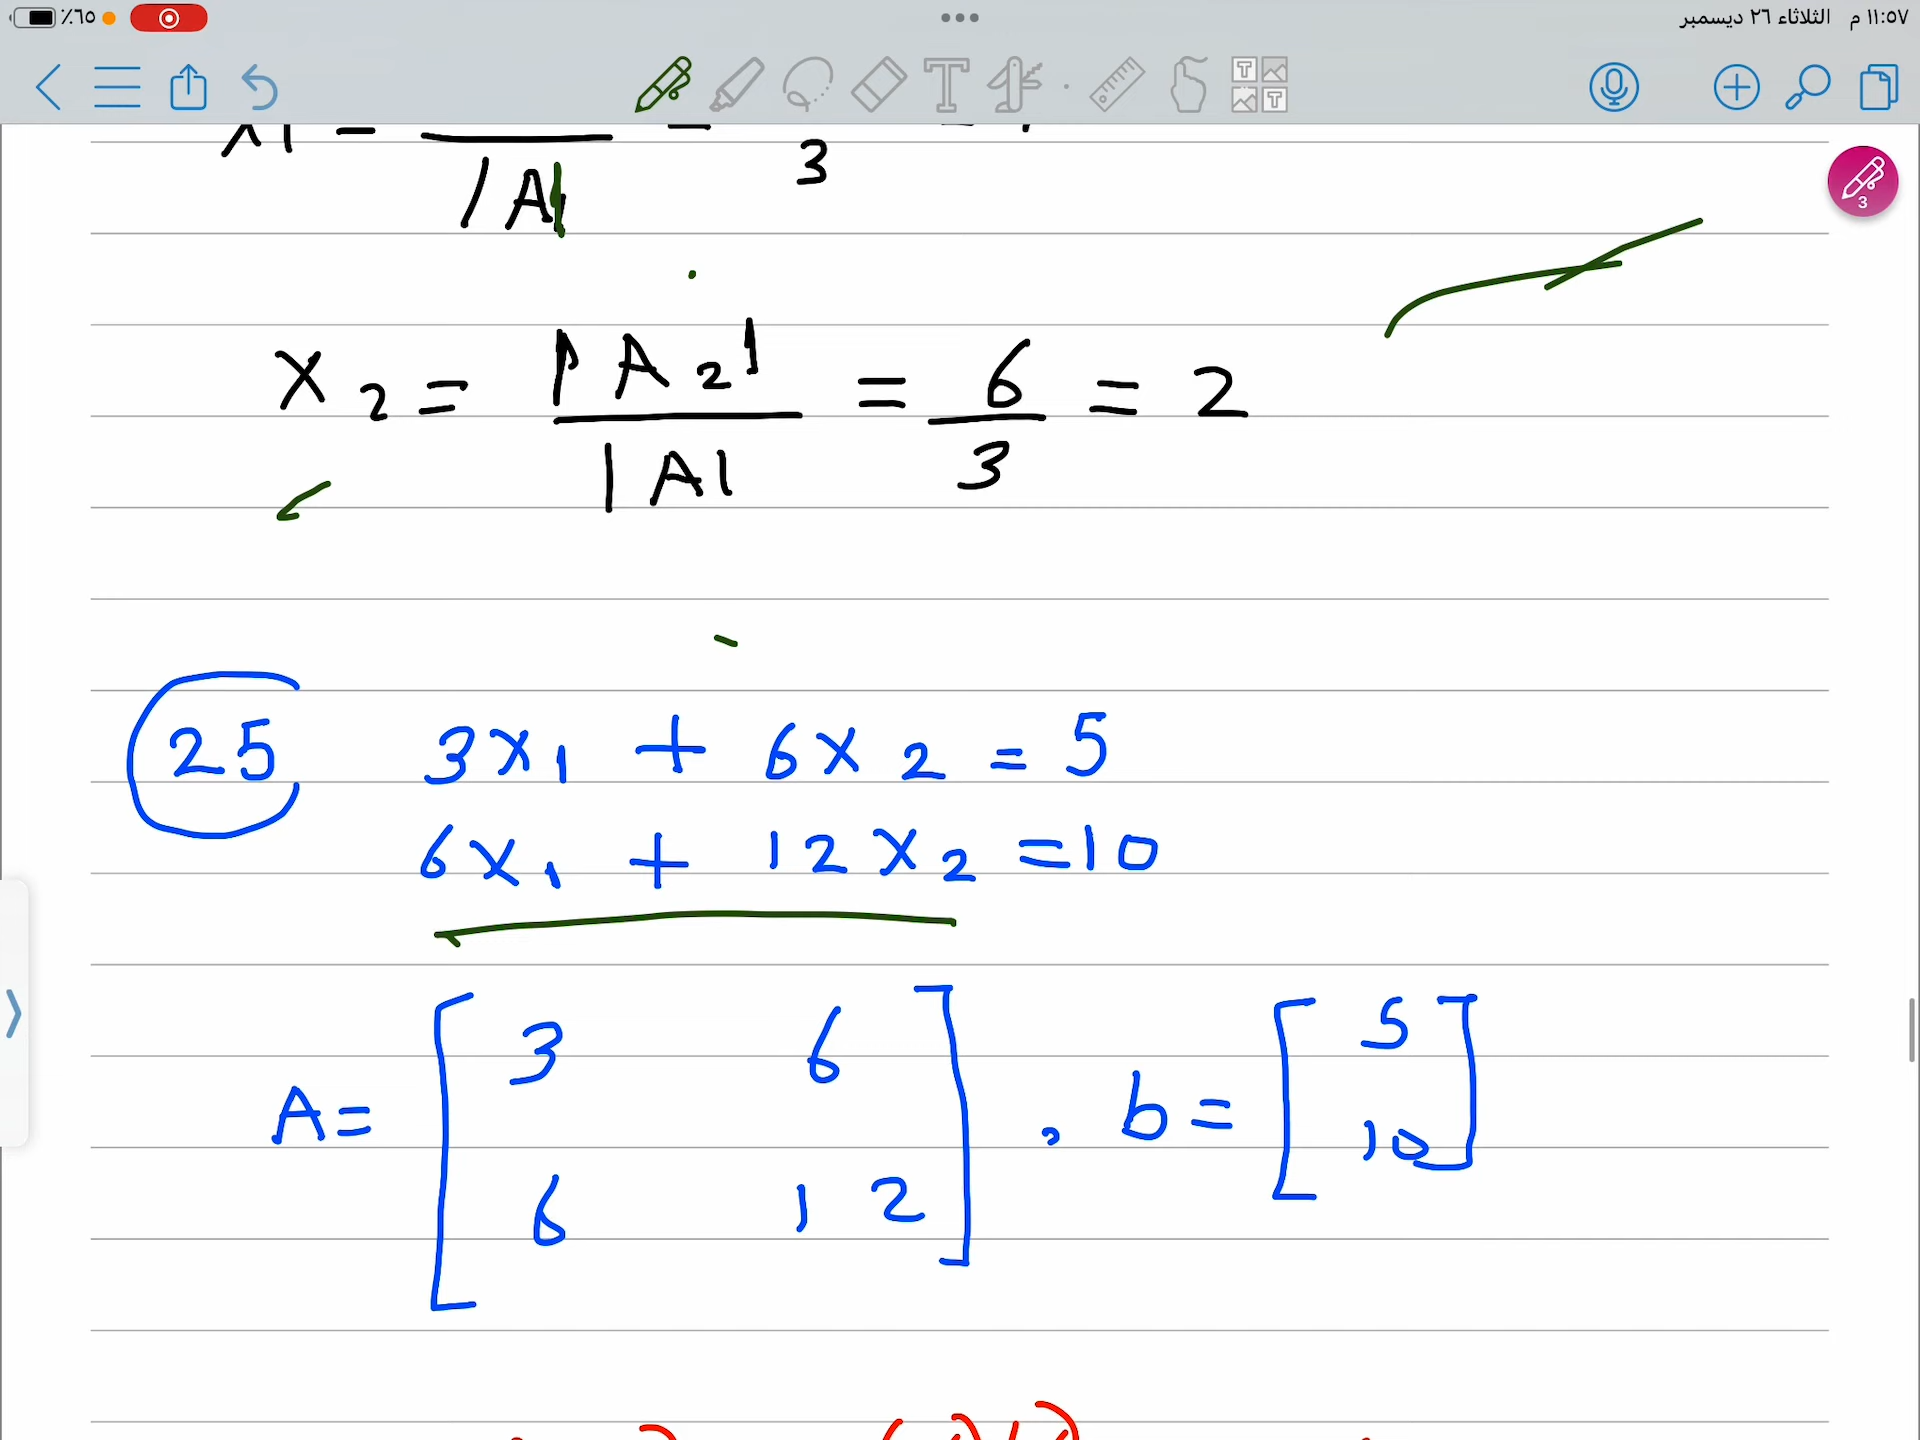 ٪٦٥ ١١:٥٧ م الثلاثاء ٢٦ ديسمبر
3
x1 = — = 
|A| 3
x2 = |A2| / |A| = 6 / 3 = 2
25 3x1 + 6x2 = 5
6x1 + 12x2 = 10
A = [ 3 6
6 12 ] , b = [ 5
10 ]